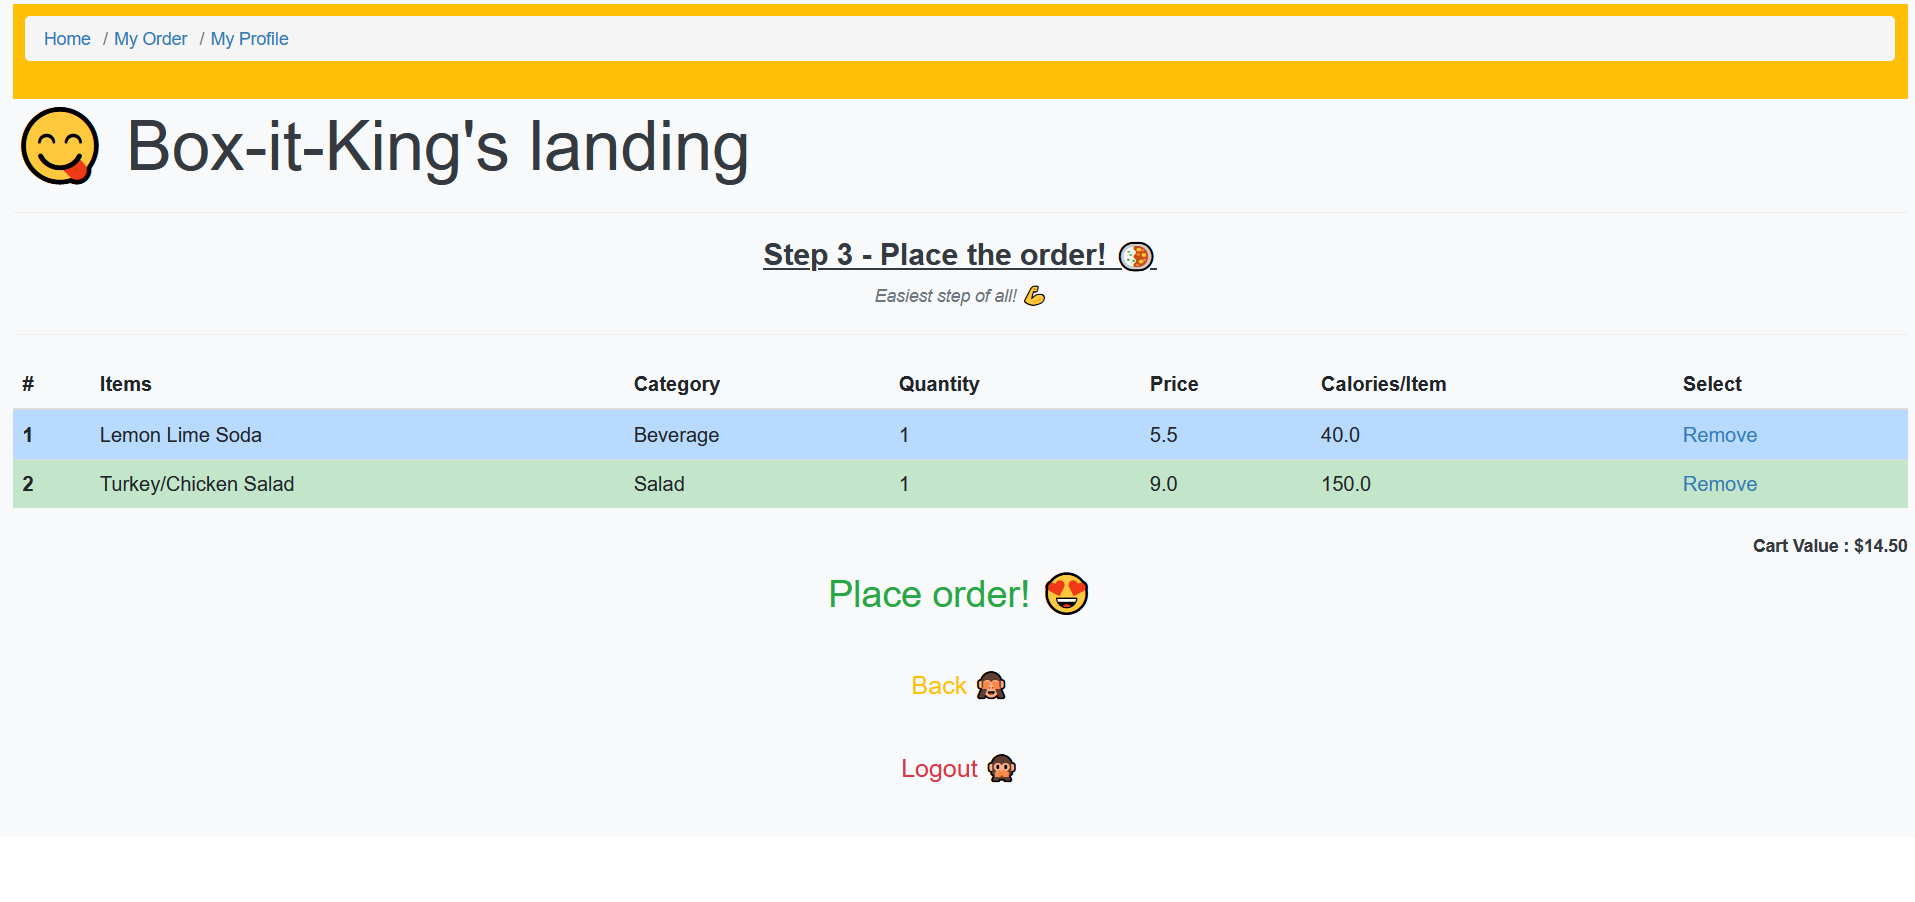 Home / My Order / My Profile
Box-it-King's landing
Step 3 - Place the order!
Easiest step of all!
# Items Category Quantity Price Calories/Item Select
1 Lemon Lime Soda Beverage 1 5.5 40.0 Remove
2 Turkey/Chicken Salad Salad 1 9.0 150.0 Remove
Cart Value : $14.50
Place order!
Back
Logout